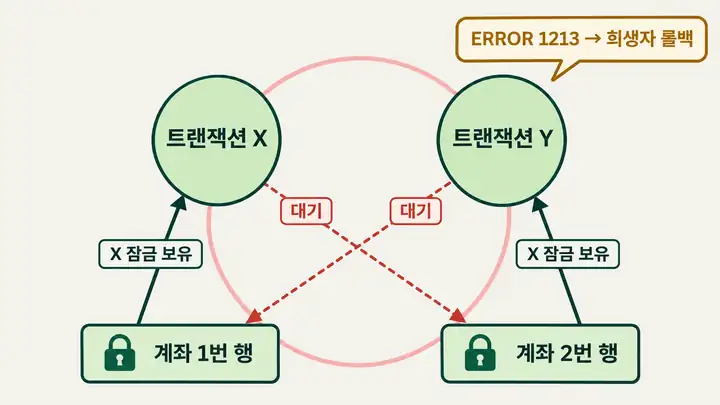 ERROR 1213 → 희생자 롤백
트랜잭션 X
트랜잭션 Y
대기
대기
X 잠금 보유
X 잠금 보유
계좌 1번 행
계좌 2번 행